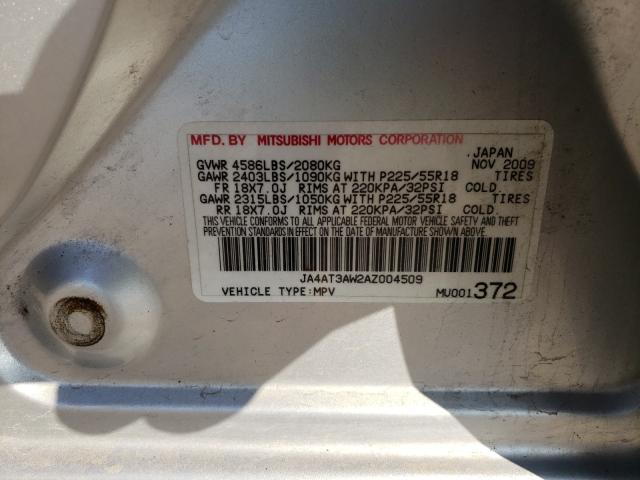 MFD. BY MITSUBISHI MOTORS CORPORATION
JAPAN
GVWR 4586LBS/2080KG NOV 2009
GAWR 2403LBS/1090KG WITH P225/55R18 TIRES
FR 18X7.0J RIMS AT 220KPA/32PSI COLD.
GAWR 2315LBS/1050KG WITH P225/55R18 TIRES
RR 18X7.0J RIMS AT 220KPA/32PSI COLD.
THIS VEHICLE CONFORMS TO ALL APPLICABLE FEDERAL MOTOR VEHICLE SAFETY AND THEFT
PREVENTION STANDARDS IN EFFECT ON THE DATE OF MANUFACTURE SHOWN ABOVE.
JA4AT3AW2AZ004509
VEHICLE TYPE:MPV MU001372